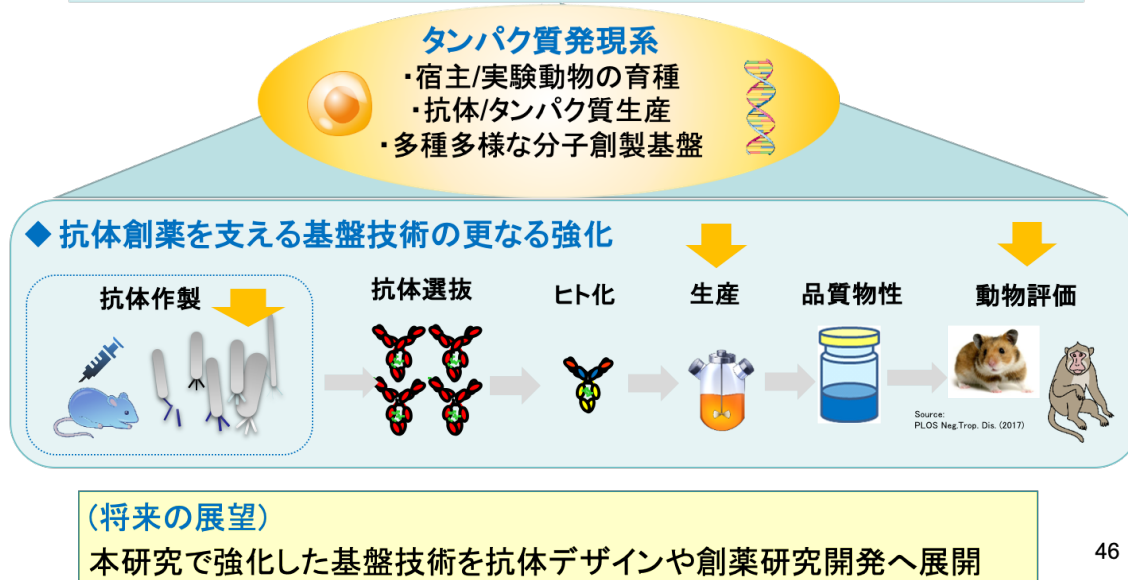 タンパク質発現系
・宿主/実験動物の育種
・抗体/タンパク質生産
・多種多様な分子創製基盤
◆ 抗体創薬を支える基盤技術の更なる強化
抗体作製
抗体選抜
ヒト化
生産
品質物性
動物評価
Source:
PLOS Neg.Trop. Dis. (2017)
(将来の展望)
本研究で強化した基盤技術を抗体デザインや創薬研究開発へ展開
46